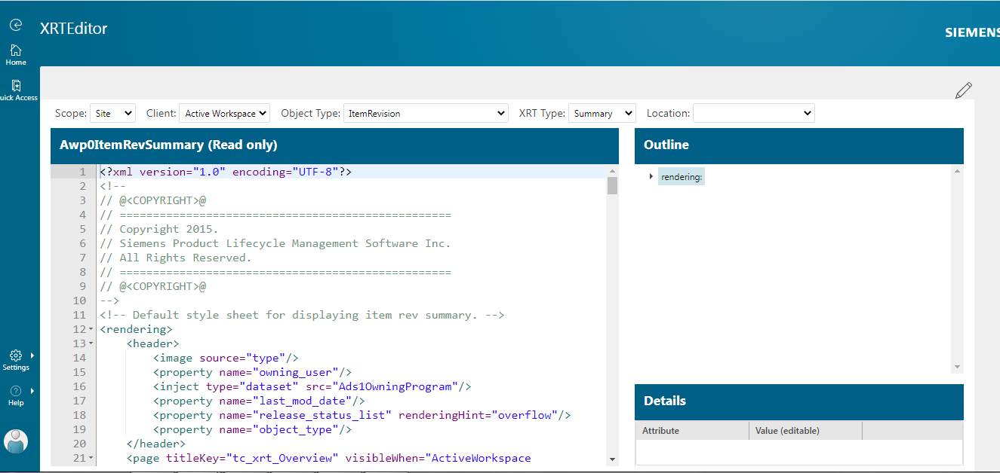 XRTEditor
SIEMENS
Home
uick Access
Scope: Site Client: Active Workspace Object Type: ItemRevision XRT Type: Summary Location:
Awp0ItemRevSummary (Read only)
Outline
1 <?xml version="1.0" encoding="UTF-8"?>
2 <!--
3 // @<COPYRIGHT>@
4 // ==================================================
5 // Copyright 2015.
6 // Siemens Product Lifecycle Management Software Inc.
7 // All Rights Reserved.
8 // ==================================================
9 // @<COPYRIGHT>@
10 -->
11 <!-- Default style sheet for displaying item rev summary. -->
12 <rendering>
13 <header>
14 <image source="type"/>
15 <property name="owning_user"/>
16 <inject type="dataset" src="Ads1OwningProgram"/>
17 <property name="last_mod_date"/>
18 <property name="release_status_list" renderingHint="overflow"/>
19 <property name="object_type"/>
20 </header>
21 <page titleKey="tc_xrt_Overview" visibleWhen="ActiveWorkspace
rendering:
Details
Attribute Value (editable)
Settings
Help